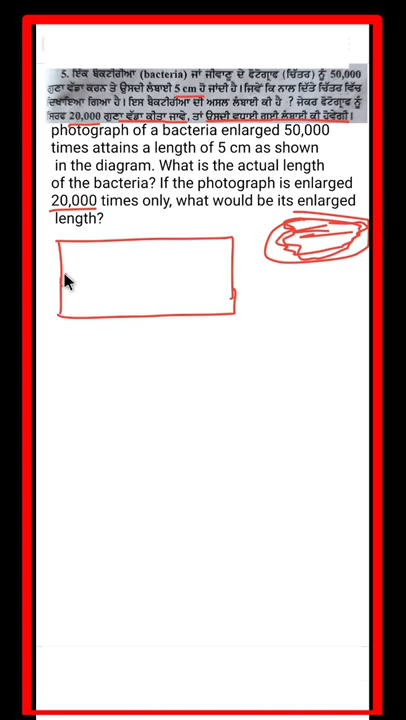 5. ਇੱਕ ਬੈਕਟੀਰੀਆ (bacteria) ਜਾਂ ਜੀਵਾਣੂ ਦੇ ਫੋਟੋਗ੍ਰਾਫ (ਚਿੱਤਰ) ਨੂੰ 50,000
ਗੁਣਾ ਵੱਡਾ ਕਰਨ ਤੇ ਉਸਦੀ ਲੰਬਾਈ 5 cm ਹੋ ਜਾਂਦੀ ਹੈ। ਜਿਵੇਂ ਕਿ ਨਾਲ ਦਿੱਤੇ ਚਿੱਤਰ ਵਿੱਚ
ਦਿਖਾਇਆ ਗਿਆ ਹੈ। ਇਸ ਬੈਕਟੀਰੀਆ ਦੀ ਅਸਲ ਲੰਬਾਈ ਕੀ ਹੈ ? ਜੇਕਰ ਫੋਟੋਗ੍ਰਾਫ ਨੂੰ
ਸਿਰਫ 20,000 ਗੁਣਾ ਵੱਡਾ ਕੀਤਾ ਜਾਵੇ, ਤਾਂ ਉਸਦੀ ਵਧਾਈ ਗਈ ਲੰਬਾਈ ਕੀ ਹੋਵੇਗੀ।
photograph of a bacteria enlarged 50,000
times attains a length of 5 cm as shown
in the diagram. What is the actual length
of the bacteria? If the photograph is enlarged
20,000 times only, what would be its enlarged
length?